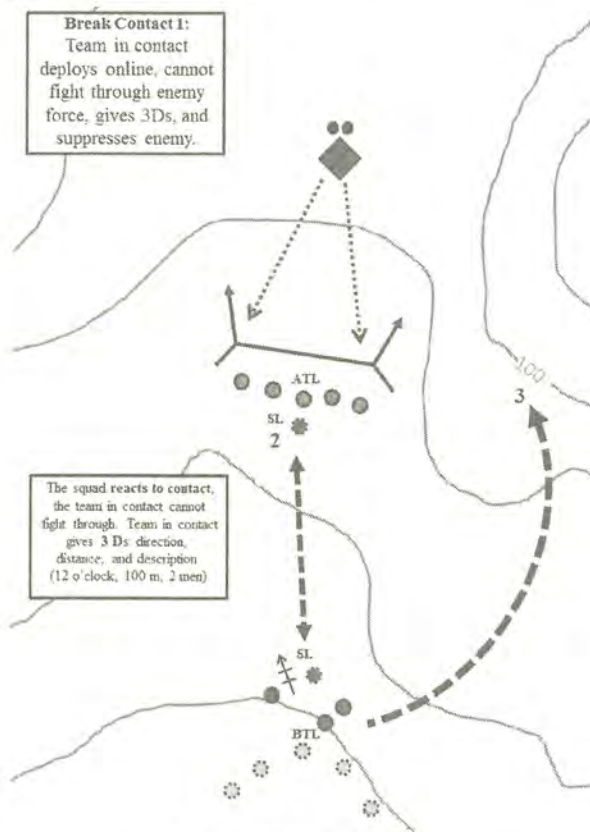 Break Contact 1:
Team in contact
deploys online, cannot
fight through enemy
force, gives 3Ds, and
suppresses enemy.
ATL
SL
2
100
3
The squad reacts to contact,
the team in contact cannot
fight through. Team in contact
gives 3 Ds direction,
distance, and description
(12 o'clock, 100 m, 2 men)
SL
BTL